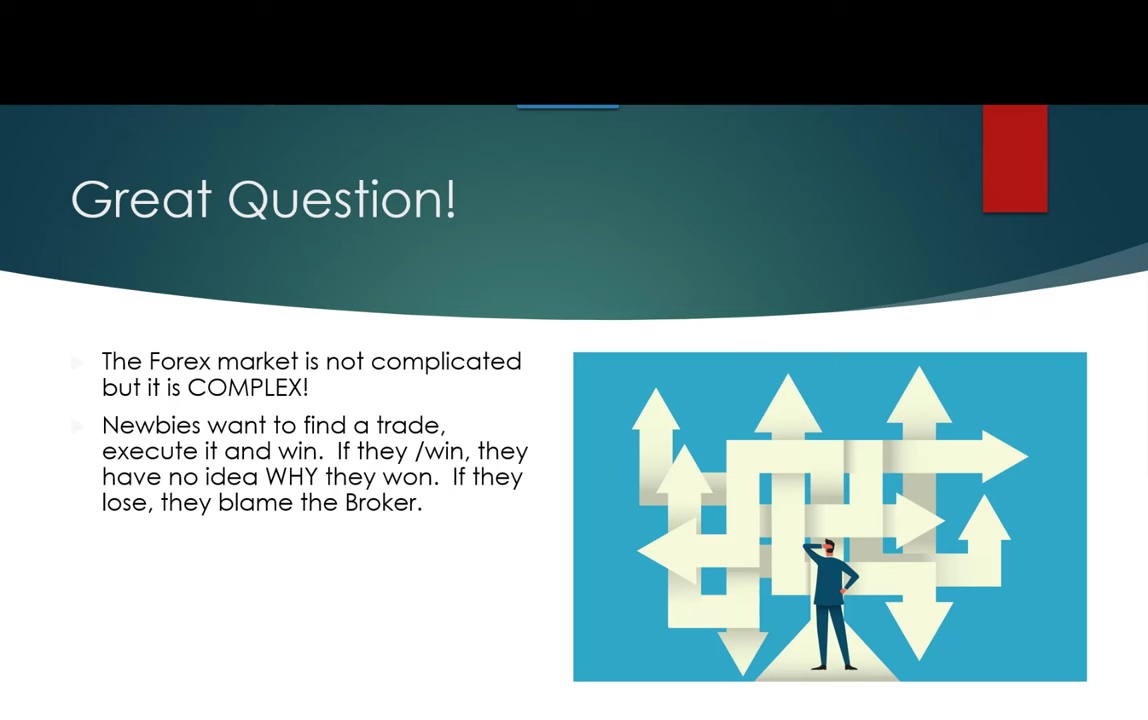 Great Question!
The Forex market is not complicated
but it is COMPLEX!
Newbies want to find a trade,
execute it and win.  If they /win, they
have no idea WHY they won.  If they
lose, they blame the Broker.